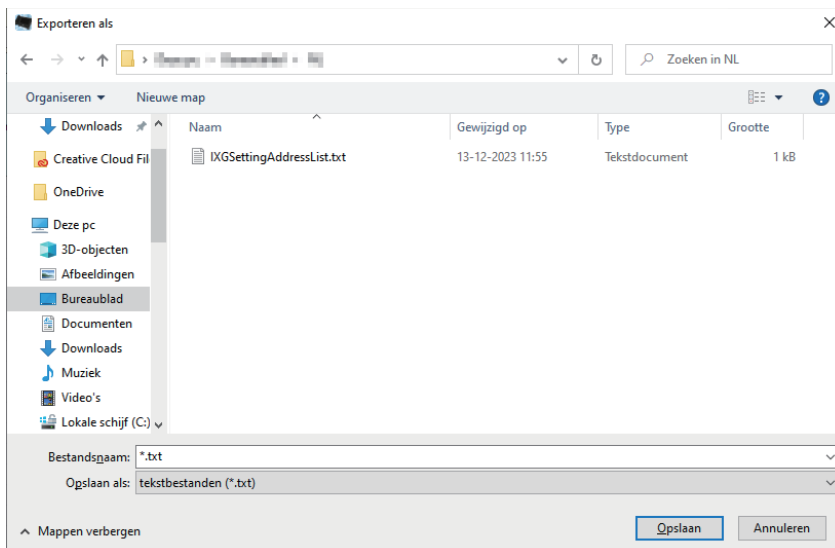 Exporteren als
Zoeken in NL
Organiseren
Nieuwe map
Downloads
Creative Cloud Fil
OneDrive
Deze pc
3D-objecten
Afbeeldingen
Bureaublad
Documenten
Downloads
Muziek
Video's
Lokale schijf (C:)
Naam
Gewijzigd op
Type
Grootte
IXGSettingAddressList.txt
13-12-2023 11:55
Tekstdocument
1 kB
Bestandsnaam: *.txt
Opslaan als: tekstbestanden (*.txt)
Mappen verbergen
Opslaan
Annuleren